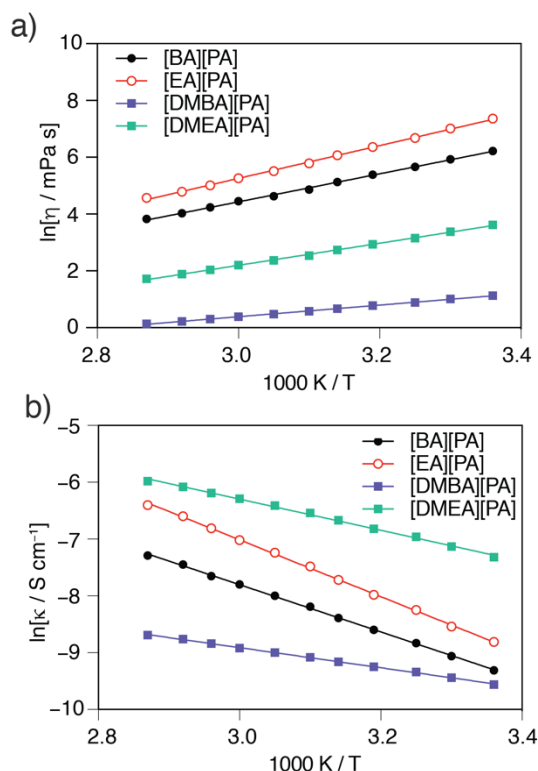 a)
10
8
6
4
2
0
ln[η / mPa s]
[BA][PA]
[EA][PA]
[DMBA][PA]
[DMEA][PA]
2.8 3.0 3.2 3.4
1000 K / T
b)
−5
−6
−7
−8
−9
−10
ln[κ / S cm⁻¹]
[BA][PA]
[EA][PA]
[DMBA][PA]
[DMEA][PA]
2.8 3.0 3.2 3.4
1000 K / T